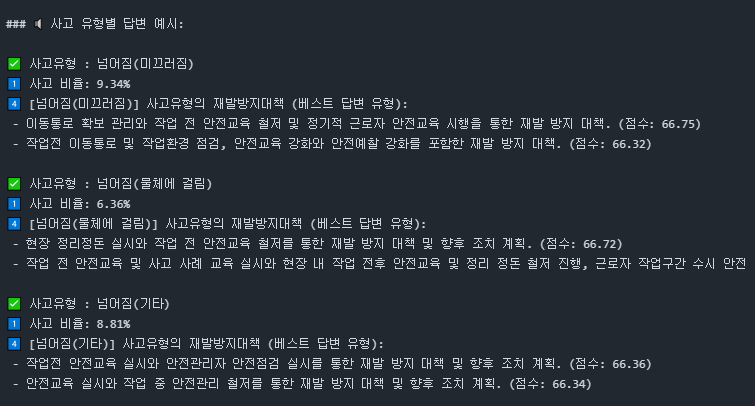 ### 🔈 사고 유형별 답변 예시:
✅ 사고유형 : 넘어짐(미끄러짐)
1️⃣ 사고 비율: 9.34%
4️⃣ [넘어짐(미끄러짐)] 사고유형의 재발방지대책 (베스트 답변 유형):
- 이동통로 확보 관리와 작업 전 안전교육 철저 및 정기적 근로자 안전교육 시행을 통한 재발 방지 대책. (점수: 66.75)
- 작업전 이동통로 및 작업환경 점검, 안전교육 강화와 안전예찰 강화를 포함한 재발 방지 대책. (점수: 66.32)
✅ 사고유형 : 넘어짐(물체에 걸림)
1️⃣ 사고 비율: 6.36%
4️⃣ [넘어짐(물체에 걸림)] 사고유형의 재발방지대책 (베스트 답변 유형):
- 현장 정리정돈 실시와 작업 전 안전교육 철저를 통한 재발 방지 대책 및 향후 조치 계획. (점수: 66.72)
- 작업 전 안전교육 및 사고 사례 교육 실시와 현장 내 작업 전후 안전교육 및 정리 정돈 철저 진행, 근로자 작업구간 수시 안전
✅ 사고유형 : 넘어짐(기타)
1️⃣ 사고 비율: 8.81%
4️⃣ [넘어짐(기타)] 사고유형의 재발방지대책 (베스트 답변 유형):
- 작업전 안전교육 실시와 안전관리자 안전점검 실시를 통한 재발 방지 대책 및 향후 조치 계획. (점수: 66.36)
- 안전교육 실시와 작업 중 안전관리 철저를 통한 재발 방지 대책 및 향후 조치 계획. (점수: 66.34)